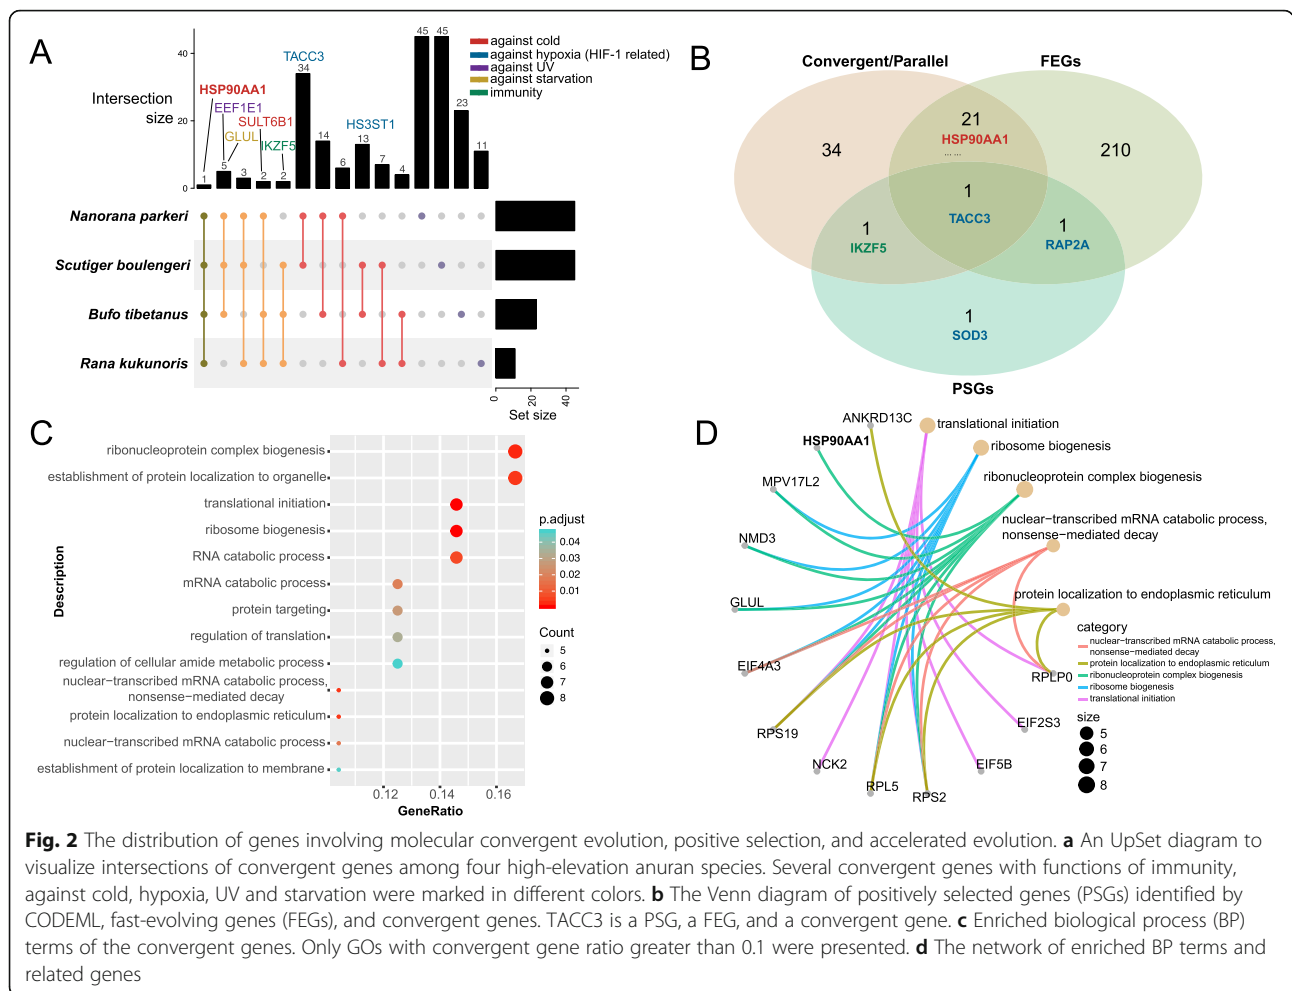 A
Intersection
size
40
20
0
HSP90AA1
EEF1E1
SULT6B1
GLUL
IKZF5
TACC3
HS3ST1
1
5
3
2
2
34
14
6
13
7
4
45
45
23
11
against cold
against hypoxia (HIF-1 related)
against UV
against starvation
immunity
Nanorana parkeri
Scutiger boulengeri
Bufo tibetanus
Rana kukunoris
0
20
40
Set size
B
Convergent/Parallel
FEGs
34
21
HSP90AA1
... ...
210
1
TACC3
1
IKZF5
1
RAP2A
1
SOD3
PSGs
C
Description
ribonucleoprotein complex biogenesis
establishment of protein localization to organelle
translational initiation
ribosome biogenesis
RNA catabolic process
mRNA catabolic process
protein targeting
regulation of translation
regulation of cellular amide metabolic process
nuclear−transcribed mRNA catabolic process,
nonsense−mediated decay
protein localization to endoplasmic reticulum
nuclear−transcribed mRNA catabolic process
establishment of protein localization to membrane
0.12
0.14
0.16
GeneRatio
p.adjust
0.04
0.03
0.02
0.01
Count
5
6
7
8
D
ANKRD13C
HSP90AA1
MPV17L2
NMD3
GLUL
EIF4A3
RPS19
NCK2
RPL5
RPS2
EIF5B
EIF2S3
RPLP0
translational initiation
ribosome biogenesis
ribonucleoprotein complex biogenesis
nuclear−transcribed mRNA catabolic process,
nonsense−mediated decay
protein localization to endoplasmic reticulum
category
nuclear−transcribed mRNA catabolic process,
nonsense−mediated decay
protein localization to endoplasmic reticulum
ribonucleoprotein complex biogenesis
ribosome biogenesis
translational initiation
size
5
6
7
8
Fig. 2 The distribution of genes involving molecular convergent evolution, positive selection, and accelerated evolution. a An UpSet diagram to
visualize intersections of convergent genes among four high-elevation anuran species. Several convergent genes with functions of immunity,
against cold, hypoxia, UV and starvation were marked in different colors. b The Venn diagram of positively selected genes (PSGs) identified by
CODEML, fast-evolving genes (FEGs), and convergent genes. TACC3 is a PSG, a FEG, and a convergent gene. c Enriched biological process (BP)
terms of the convergent genes. Only GOs with convergent gene ratio greater than 0.1 were presented. d The network of enriched BP terms and
related genes